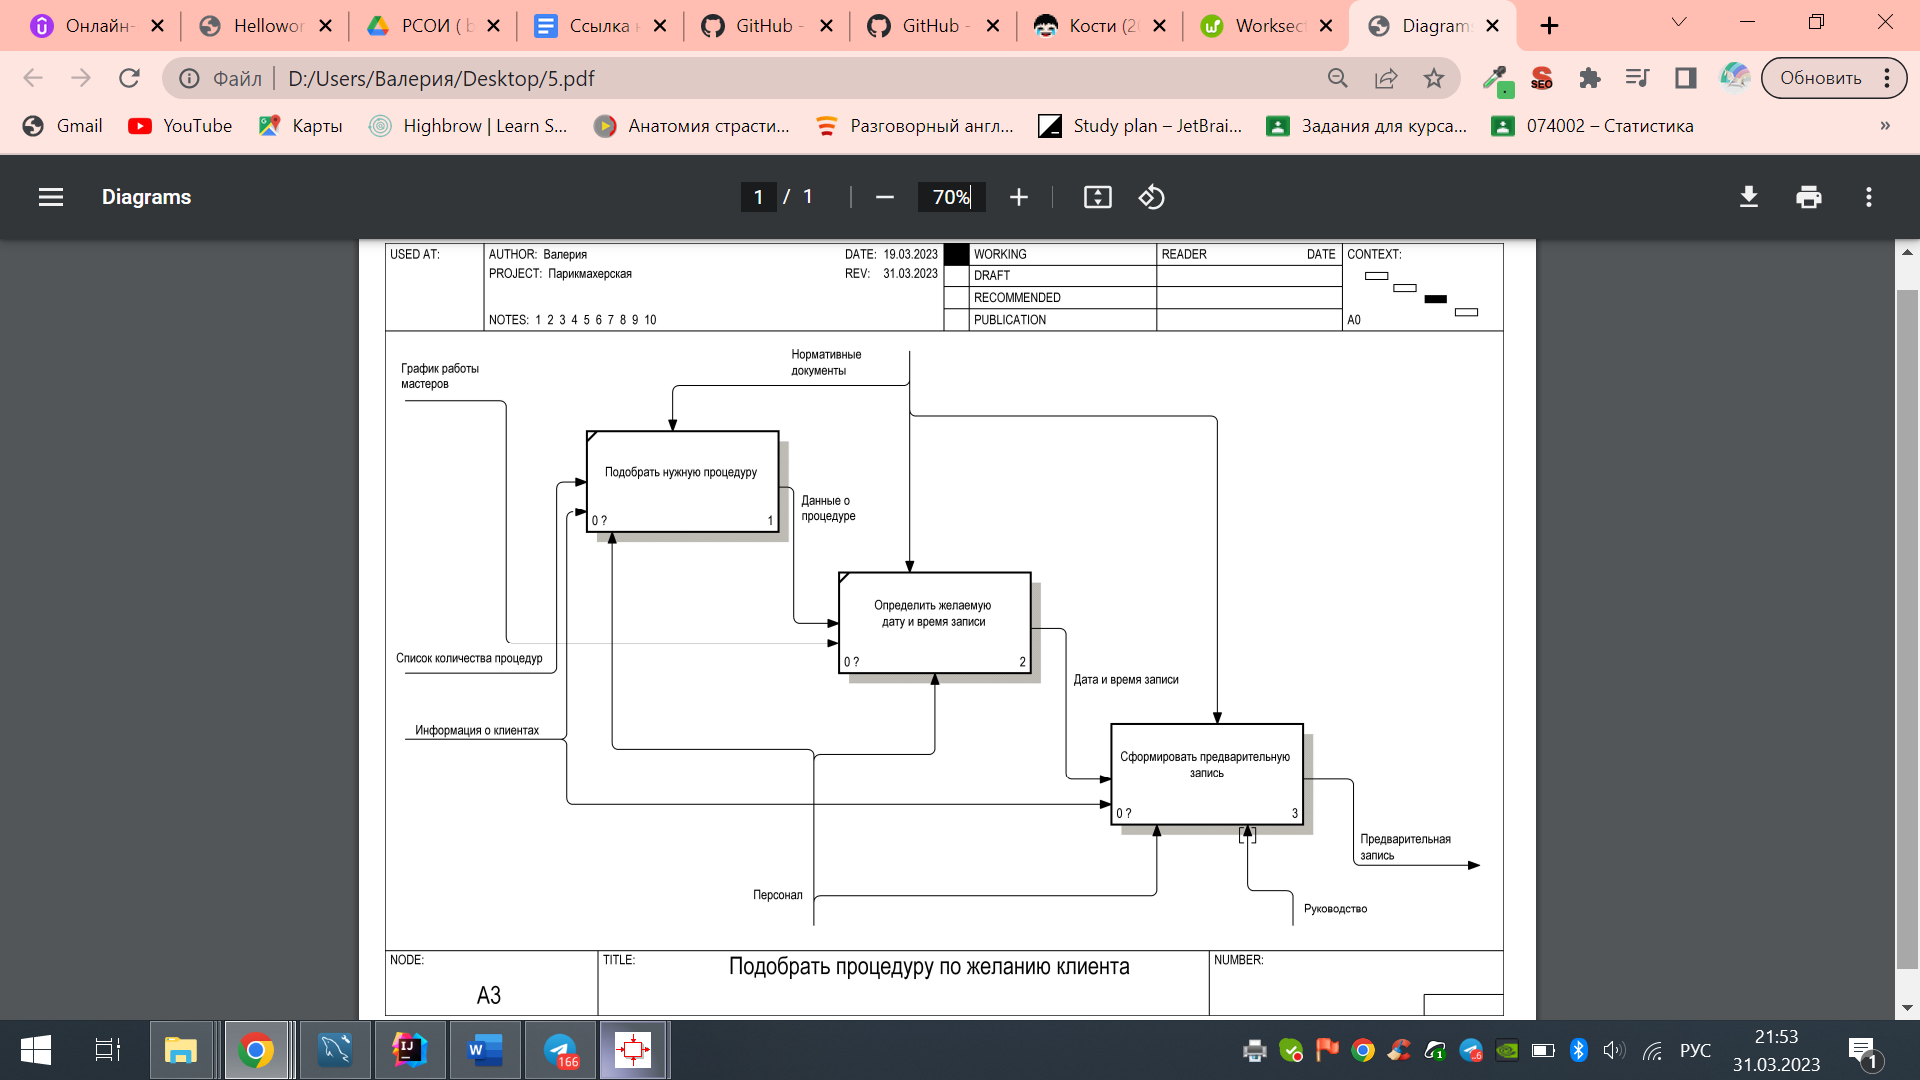 Онлайн-
Hellowor
РСОИ ( b
Ссылка н
GitHub -
GitHub -
Кости (20
Worksect
Diagrams
Файл
D:/Users/Валерия/Desktop/5.pdf
SEO
Обновить
Gmail
YouTube
Карты
Highbrow | Learn S...
Анатомия страсти...
Разговорный англ...
Study plan – JetBrai...
Задания для курса...
074002 – Статистика
»
Diagrams
1 / 1
70%
USED AT:
AUTHOR: Валерия
DATE: 19.03.2023
PROJECT: Парикмахерская
REV: 31.03.2023
NOTES: 1 2 3 4 5 6 7 8 9 10
WORKING
DRAFT
RECOMMENDED
PUBLICATION
READER
DATE
CONTEXT:
A0
График работы
мастеров
Нормативные
документы
Подобрать нужную процедуру
0 ?
1
Данные о
процедуре
Определить желаемую
дату и время записи
0 ?
2
Список количества процедур
Дата и время записи
Информация о клиентах
Сформировать предварительную
запись
0 ?
3
Предварительная
запись
Персонал
Руководство
NODE:
A3
TITLE:
Подобрать процедуру по желанию клиента
NUMBER:
166
РУС
21:53
31.03.2023
1